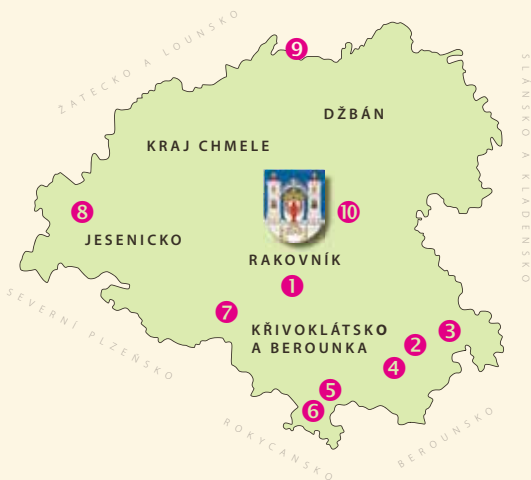 9
ŽATECKO A LOUNSKO
SLÁNSKO A KLADENSKO
DŽBÁN
KRAJ CHMELE
8
10
JESENICKO
RAKOVNÍK
1
SEVERNÍ PLZEŇSKO
7
KŘIVOKLÁTSKO
A BEROUNKA
3
2
4
5
6
ROKYCANSKO
BEROUNSKO